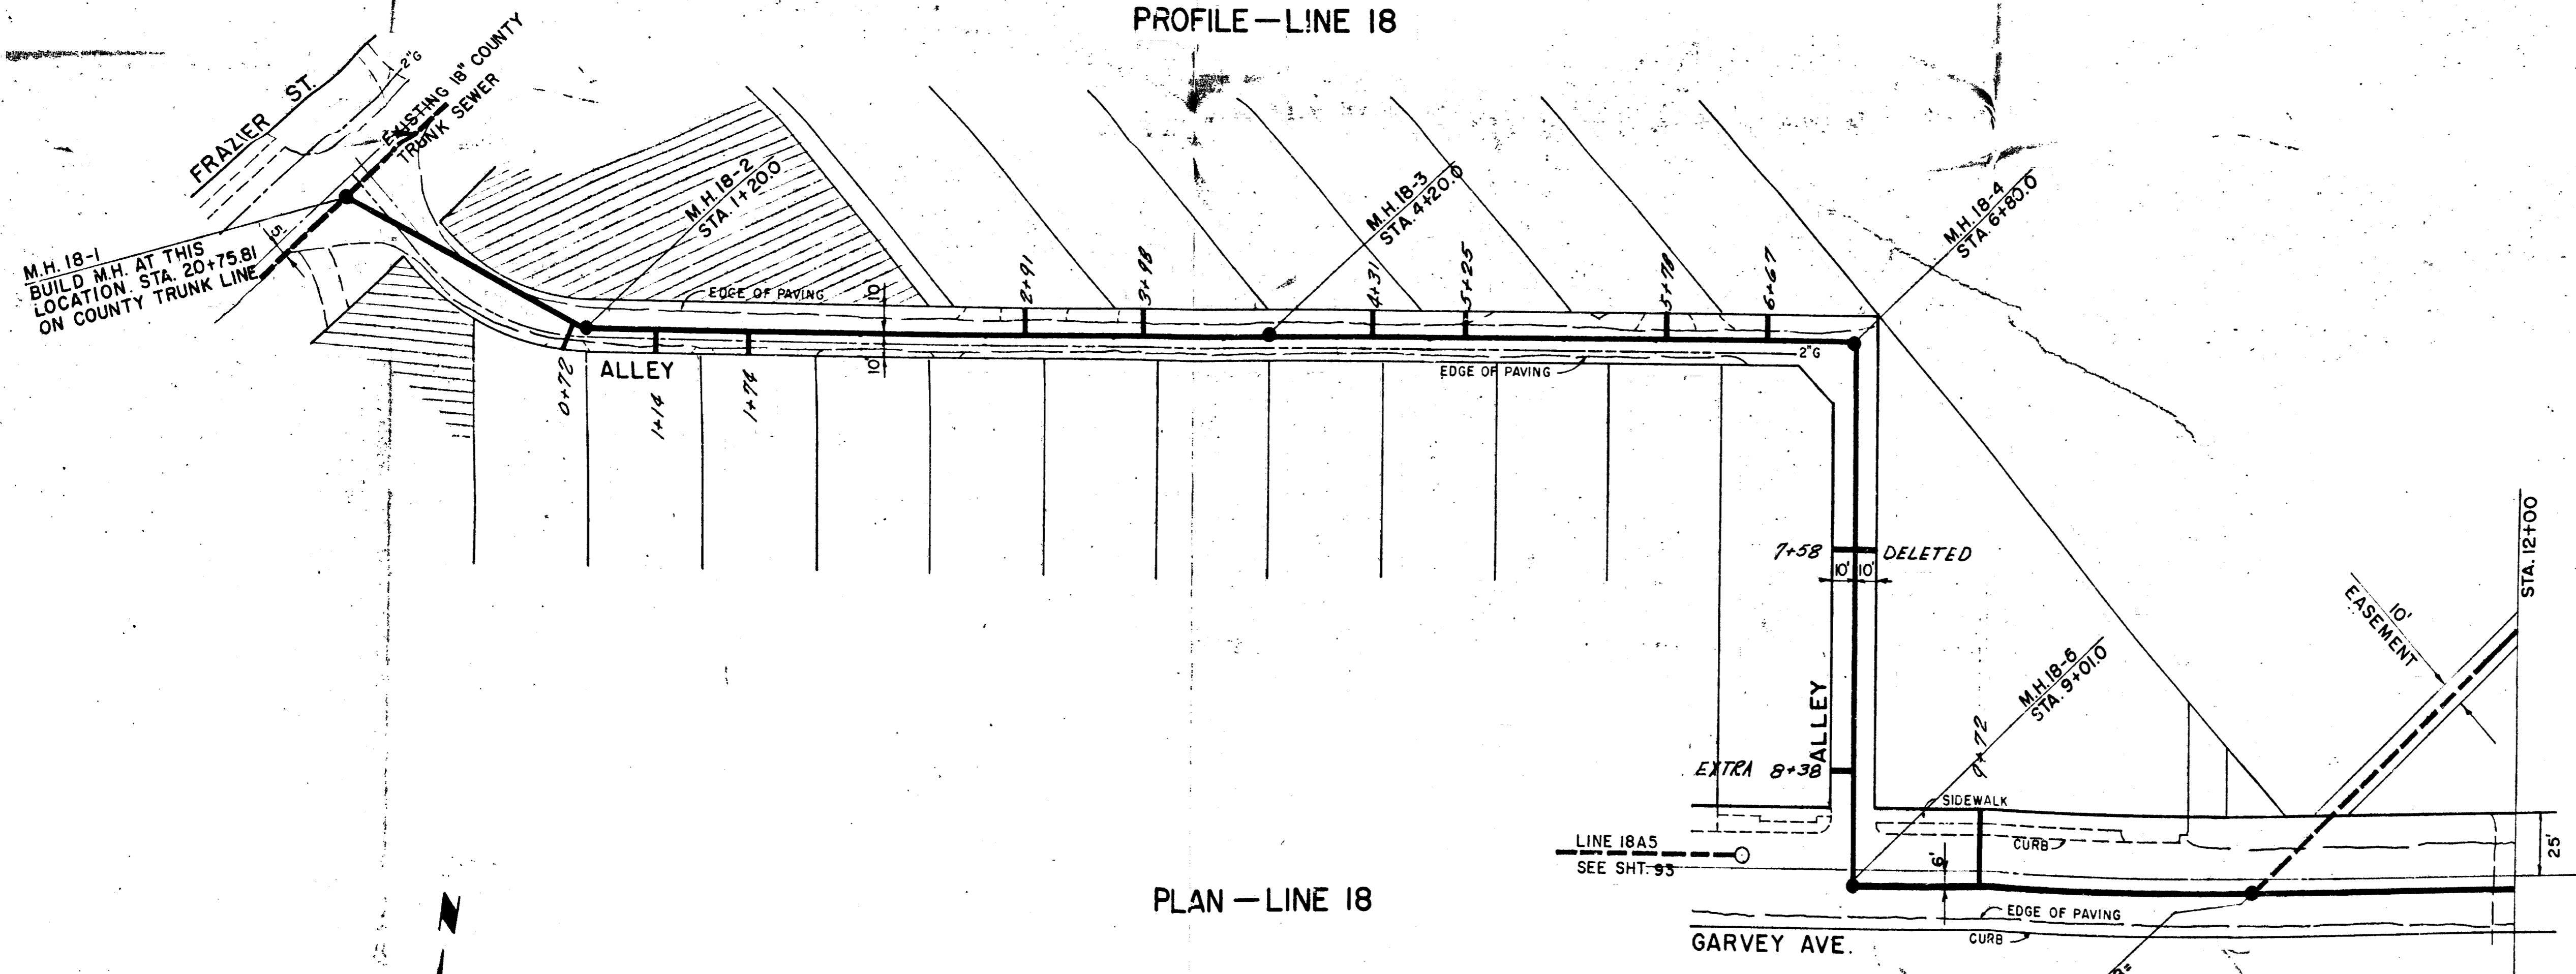 PROFILE—LINE 18
FRAZIER ST.
2"G
EXISTING 18" COUNTY
TRUNK SEWER
5'
M.H. 18-1
BUILD M.H. AT THIS
LOCATION. STA. 20+75.81
ON COUNTY TRUNK LINE
M.H. 18-2
STA. 1+20.0
M.H. 18-3
STA. 4+20.0
M.H. 18-4
STA. 6+80.0
EDGE OF PAVING
10'
10'
2+91
3+98
4+31
5+25
5+78
6+67
0+72
ALLEY
1+14
1+74
EDGE OF PAVING
2"G
7+58
DELETED
10'
10'
STA. 12+00
10'
EASEMENT
M.H. 18-6
STA. 9+01.0
ALLEY
EXTRA 8+38
9+72
SIDEWALK
CURB
6'
25'
LINE 18A5
SEE SHT. 93
PLAN—LINE 18
EDGE OF PAVING
CURB
GARVEY AVE.
N